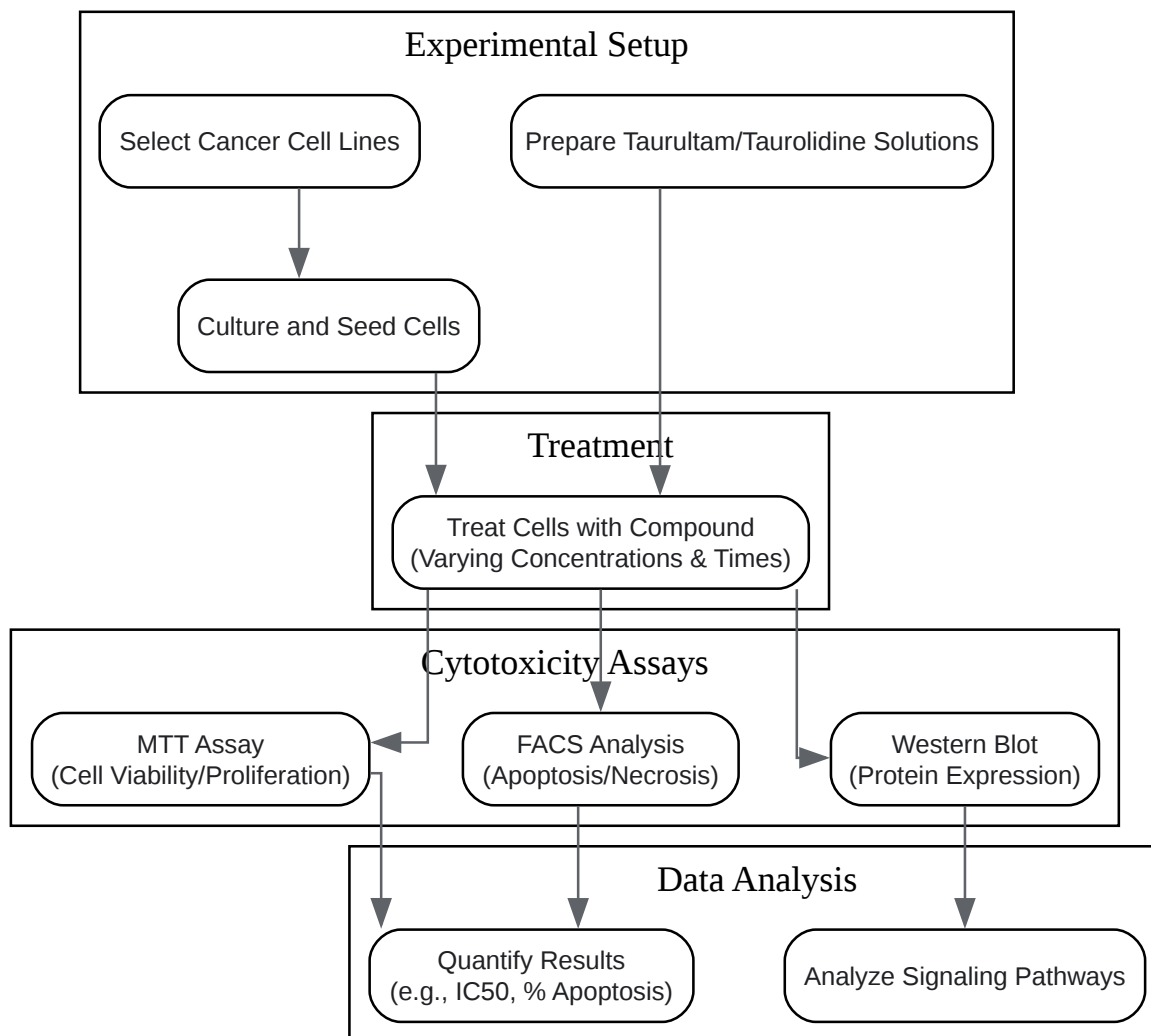 Experimental Setup
Select Cancer Cell Lines
Prepare Taurultam/Taurolidine Solutions
Culture and Seed Cells
Treatment
Treat Cells with Compound
(Varying Concentrations & Times)
Cytotoxicity Assays
MTT Assay
(Cell Viability/Proliferation)
FACS Analysis
(Apoptosis/Necrosis)
Western Blot
(Protein Expression)
Data Analysis
Quantify Results
(e.g., IC50, % Apoptosis)
Analyze Signaling Pathways